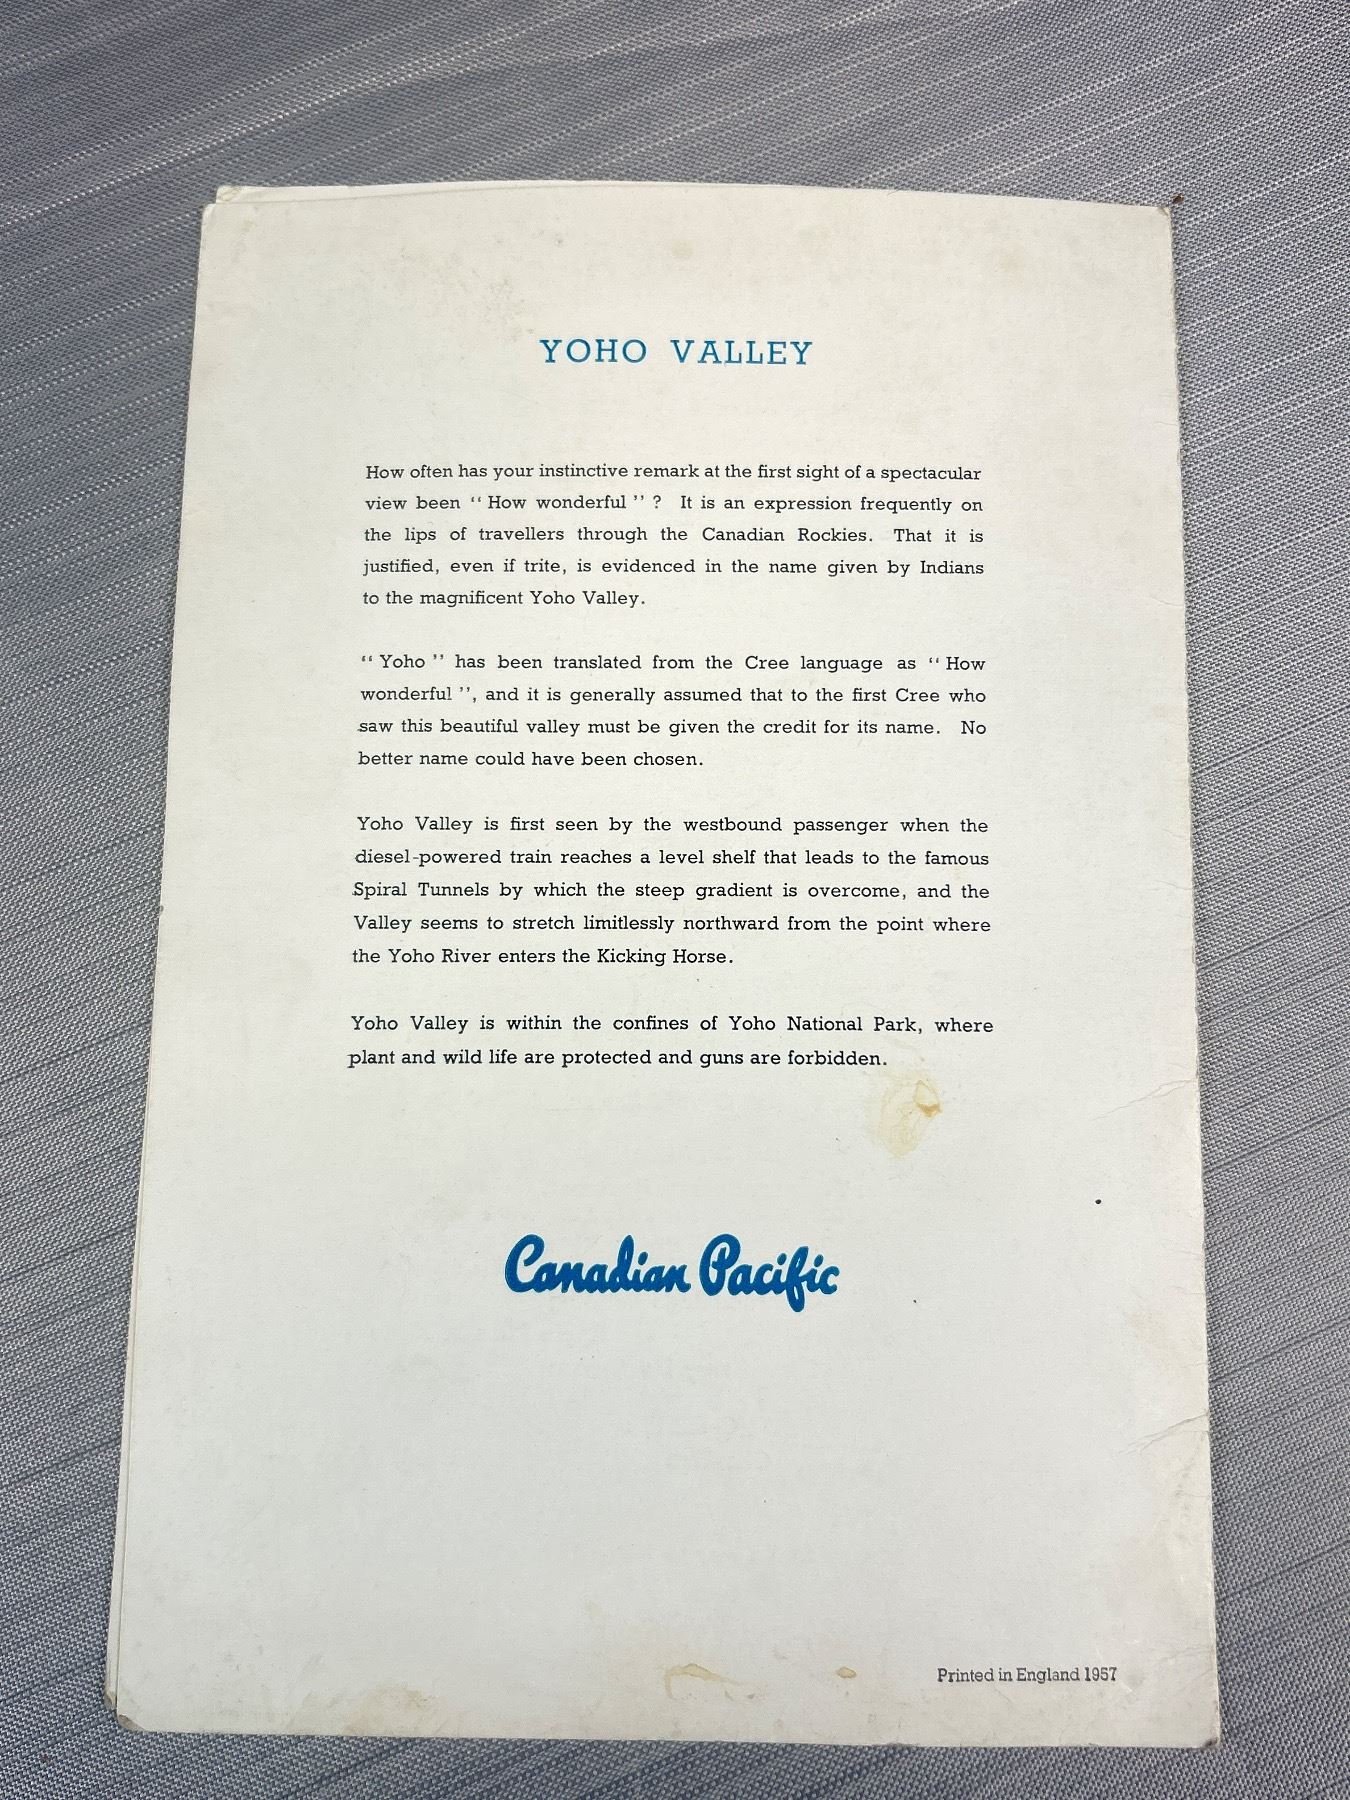 YOHO VALLEY
How often has your instinctive remark at the first sight of a spectacular
view been “ How wonderful ” ? It is an expression frequently on
the lips of travellers through the Canadian Rockies. That it is
justified, even if trite, is evidenced in the name given by Indians
to the magnificent Yoho Valley.
“ Yoho ” has been translated from the Cree language as “ How
wonderful ”, and it is generally assumed that to the first Cree who
saw this beautiful valley must be given the credit for its name. No
better name could have been chosen.
Yoho Valley is first seen by the westbound passenger when the
diesel-powered train reaches a level shelf that leads to the famous
Spiral Tunnels by which the steep gradient is overcome, and the
Valley seems to stretch limitlessly northward from the point where
the Yoho River enters the Kicking Horse.
Yoho Valley is within the confines of Yoho National Park, where
plant and wild life are protected and guns are forbidden.
Canadian Pacific
Printed in England 1957